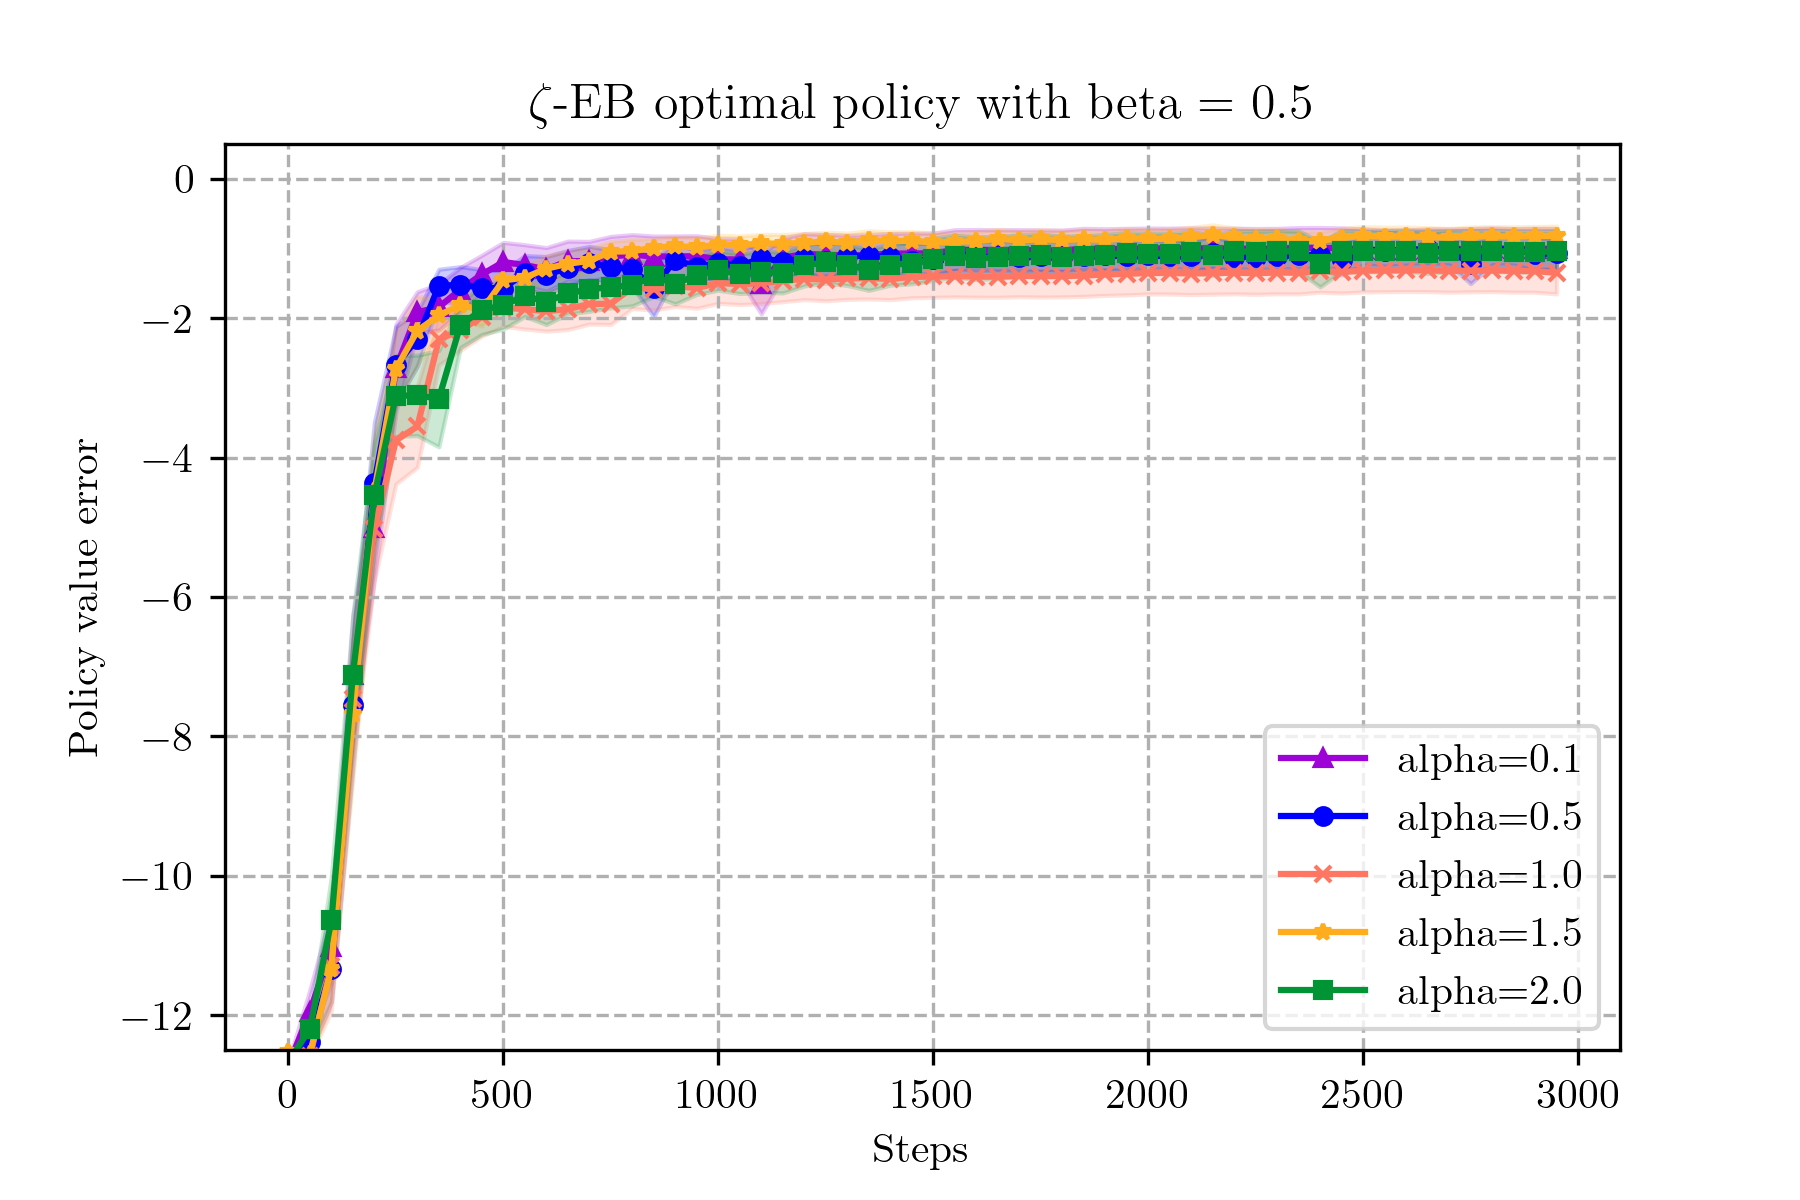 ζ-EB optimal policy with beta = 0.5
Policy value error
0
−2
−4
−6
−8
−10
−12
alpha=0.1
alpha=0.5
alpha=1.0
alpha=1.5
alpha=2.0
0 500 1000 1500 2000 2500 3000
Steps